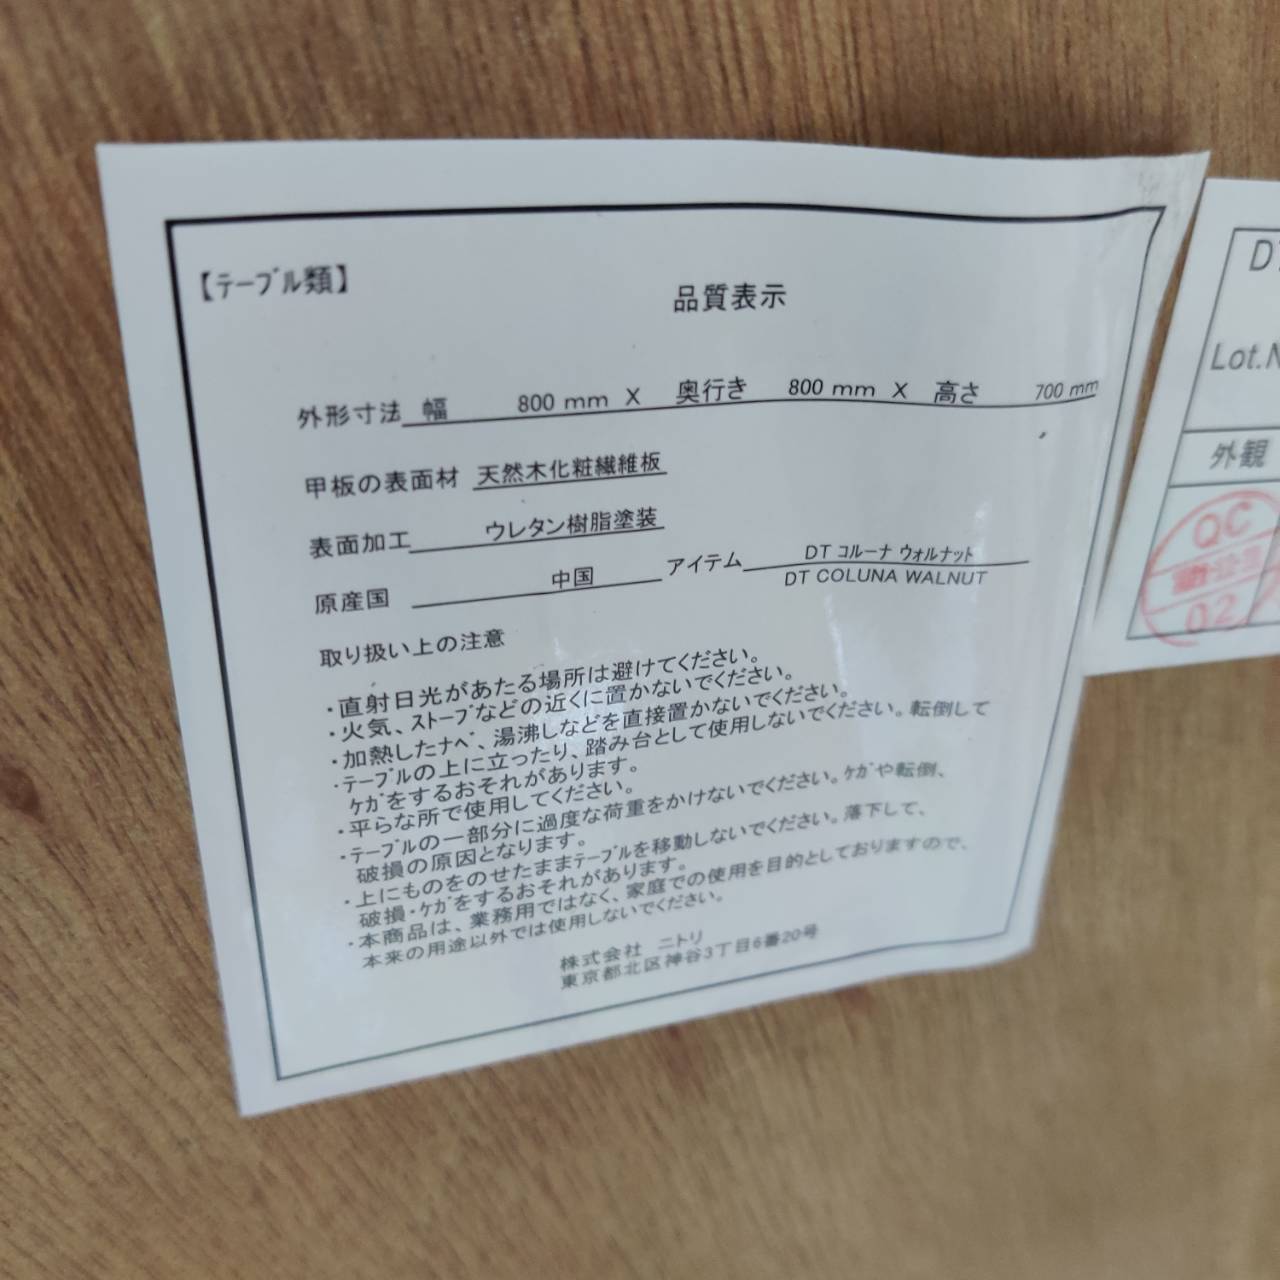 【テーブル類】
品質表示
外形寸法 幅 800 mm X 奥行き 800 mm X 高さ 700 mm
甲板の表面材 天然木化粧繊維板
表面加工 ウレタン樹脂塗装
原産国 中国 アイテム DT コルーナ ウォルナット
DT COLUNA WALNUT
取り扱い上の注意
・直射日光があたる場所は避けてください。
・火気、ストーブなどの近くに置かないでください。
・加熱したナベ、湯沸しなどを直接置かないでください。
・テーブルの上に立ったり、踏み台として使用しないでください。転倒して
ケガをするおそれがあります。
・平らな所で使用してください。
・テーブルの一部分に過度な荷重をかけないでください。ケガや転倒、
破損の原因となります。
・上にものをのせたままテーブルを移動しないでください。落下して、
破損・ケガをするおそれがあります。
・本商品は、業務用ではなく、家庭での使用を目的としておりますので、
本来の用途以外では使用しないでください。
株式会社 ニトリ
東京都北区神谷3丁目6番20号
Lot.N
外観
QC
02